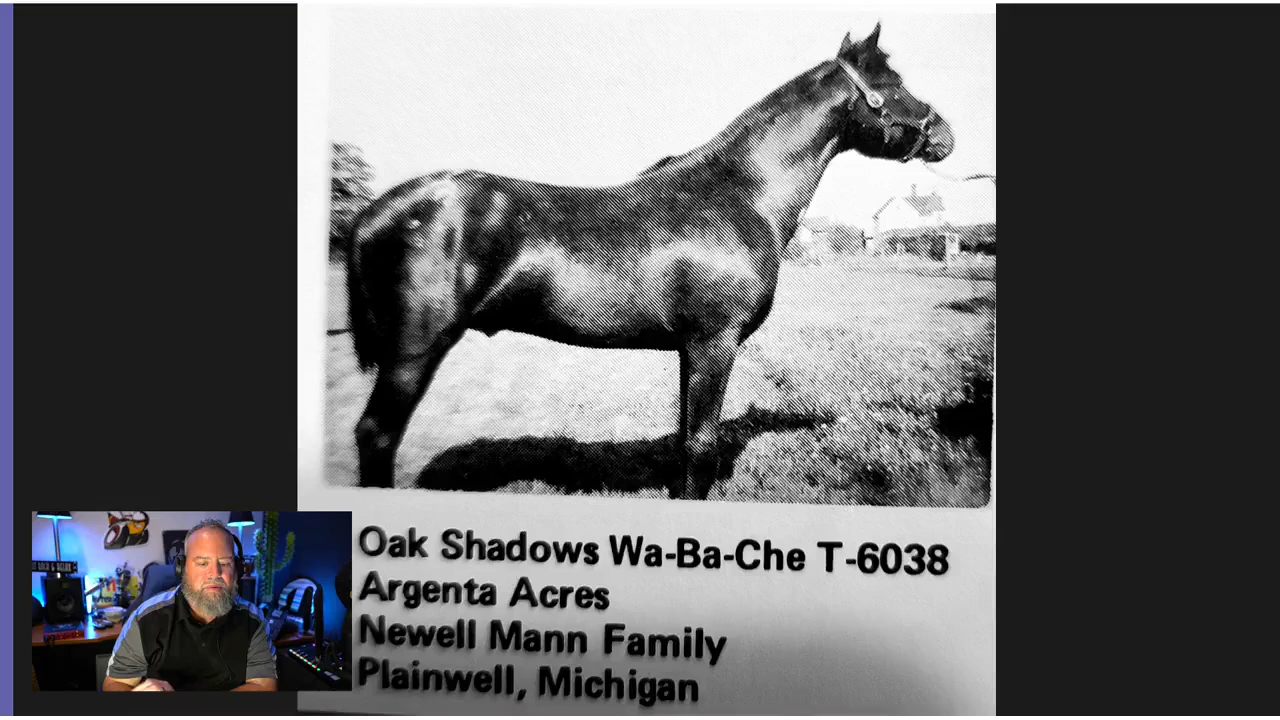 Oak Shadows Wa-Ba-Che T-6038
Argenta Acres
Newell Mann Family
Plainwell, Michigan